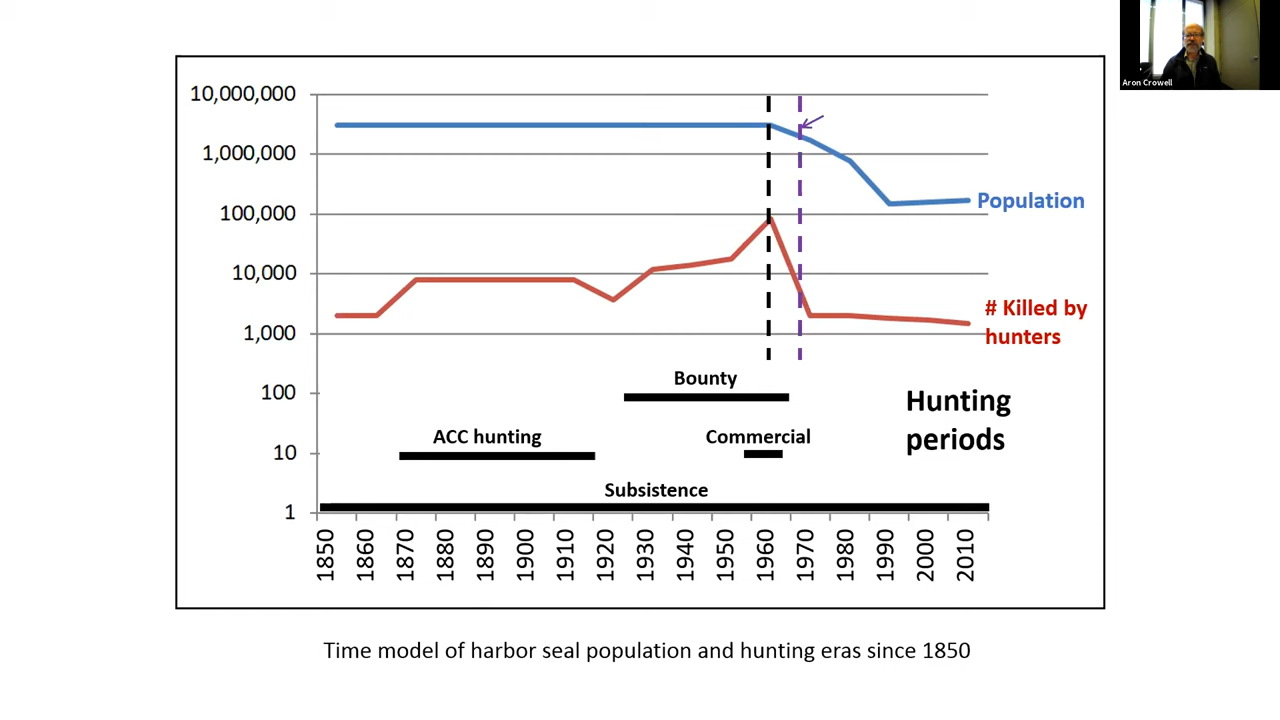 Aron Crowell
10,000,000
1,000,000
100,000
10,000
1,000
100
10
1
Population
# Killed by
hunters
Bounty
Hunting
periods
ACC hunting
Commercial
Subsistence
1850
1860
1870
1880
1890
1900
1910
1920
1930
1940
1950
1960
1970
1980
1990
2000
2010
Time model of harbor seal population and hunting eras since 1850